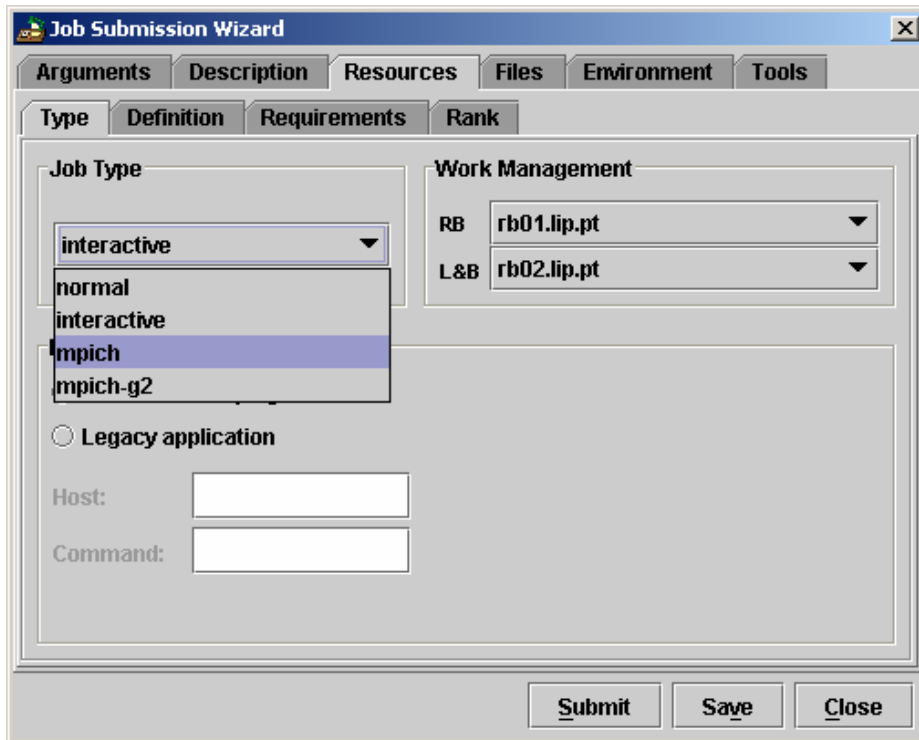 Job Submission Wizard
Arguments Description Resources Files Environment Tools
Type Definition Requirements Rank
Job Type
interactive
normal
interactive
mpich
mpich-g2
Work Management
RB rb01.lip.pt
L&B rb02.lip.pt
Legacy application
Host:
Command:
Submit Save Close